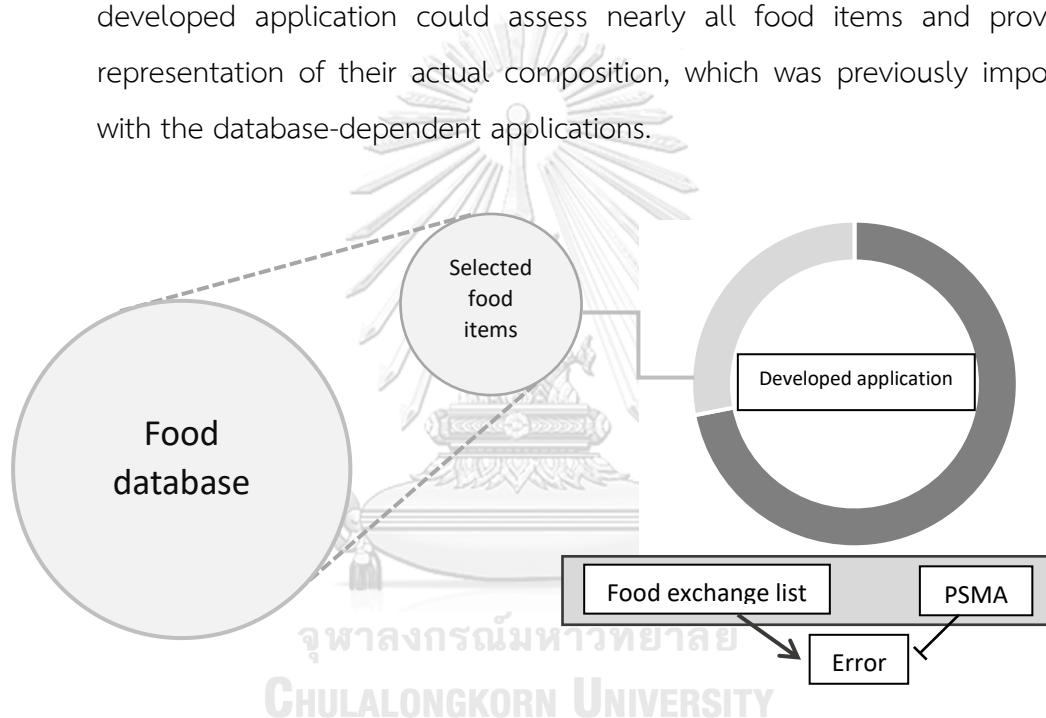 developed application could assess nearly all food items and prov
representation of their actual composition, which was previously impo
with the database-dependent applications.
Selected
food
items
Food
database
Developed application
Food exchange list
PSMA
Error
จุฬาลงกรณ์มหาวิทยาลัย
CHULALONGKORN UNIVERSITY